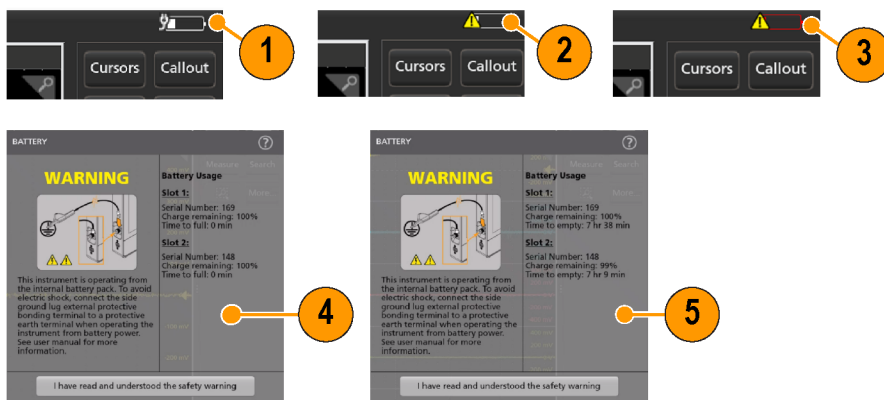 1
2
3
Cursors Callout
Cursors Callout
Cursors Callout
BATTERY
WARNING
This instrument is operating from
the internal battery pack. To avoid
electric shock, connect the side
ground lug external protective
bonding terminal to a protective
earth terminal when operating the
instrument from battery power.
See user manual for more
information.
Measure Search
Battery Usage
Slot 1:
More...
Serial Number: 169
Charge remaining: 100%
Time to full: 0 min
Slot 2:
Serial Number: 148
Charge remaining: 100%
Time to full: 0 min
I have read and understood the safety warning
4
BATTERY
WARNING
This instrument is operating from
the internal battery pack. To avoid
electric shock, connect the side
ground lug external protective
bonding terminal to a protective
earth terminal when operating the
instrument from battery power.
See user manual for more
information.
Measure Search
Battery Usage
Slot 1:
More...
Serial Number: 169
Charge remaining: 100%
Time to empty: 7 hr 38 min
Slot 2:
Serial Number: 148
Charge remaining: 99%
Time to empty: 7 hr 9 min
I have read and understood the safety warning
5